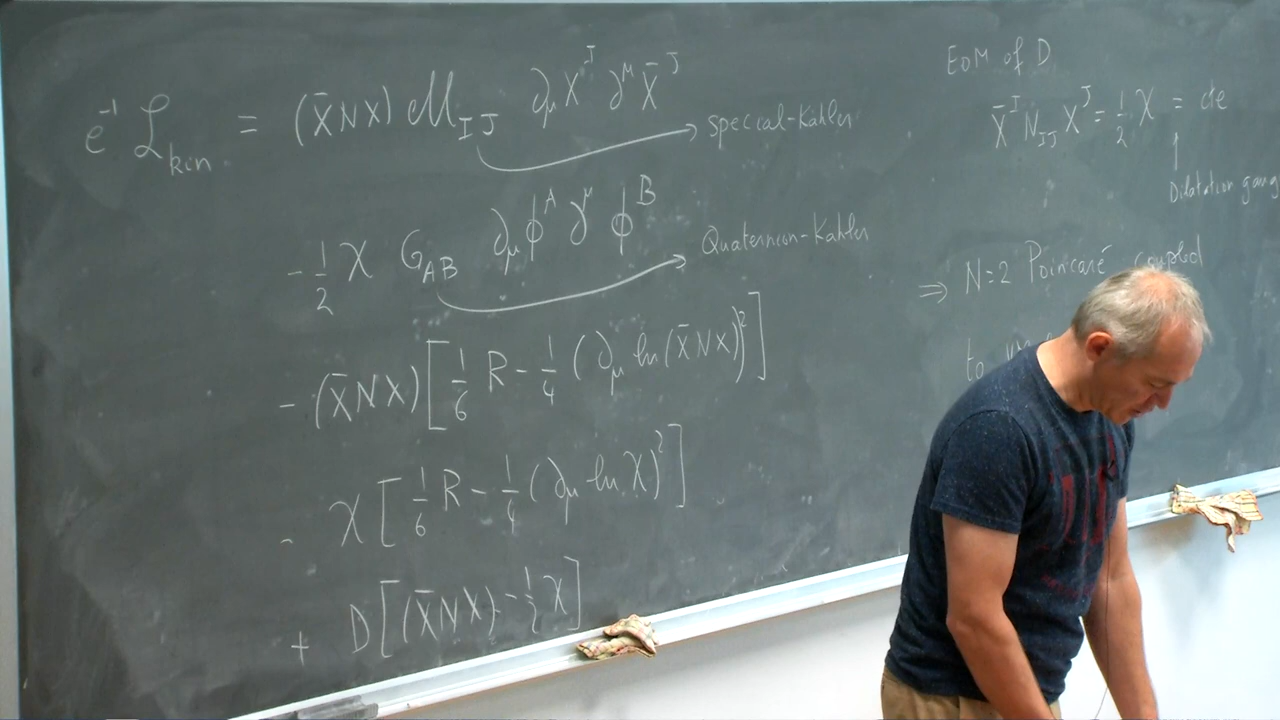 e⁻¹ ℒ_kin = (X̄NX) ℳ_IJ ∂_μ X^I ∂^μ X̄^J
special-Kahler
- 1/2 χ G_AB ∂_μ ϕ^A ∂^μ ϕ^B
Quaternion-Kahler
- (X̄NX) [ 1/6 R - 1/4 (∂_μ ln (X̄NX))² ]
- χ [ 1/6 R - 1/4 (∂_μ ln χ)² ]
+ D [ (X̄NX) - 1/2 χ ]
EoM of D
X̄^I N_IJ X^J = 1/2 χ = cte
↑
Dilatation gaug
⇒ N=2 Poincaré coupled
to